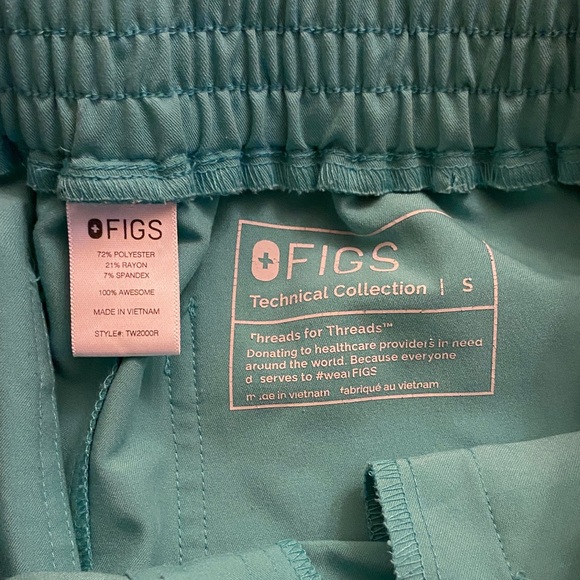 FIGS
72% POLYESTER
21% RAYON
7% SPANDEX
100% AWESOME
MADE IN VIETNAM
STYLE#: TW2000R
FIGS
Technical Collection | S
Threads for Threads™
Donating to healthcare providers in need
around the world. Because everyone
d serves to #wearFIGS
made in vietnam fabriqué au vietnam